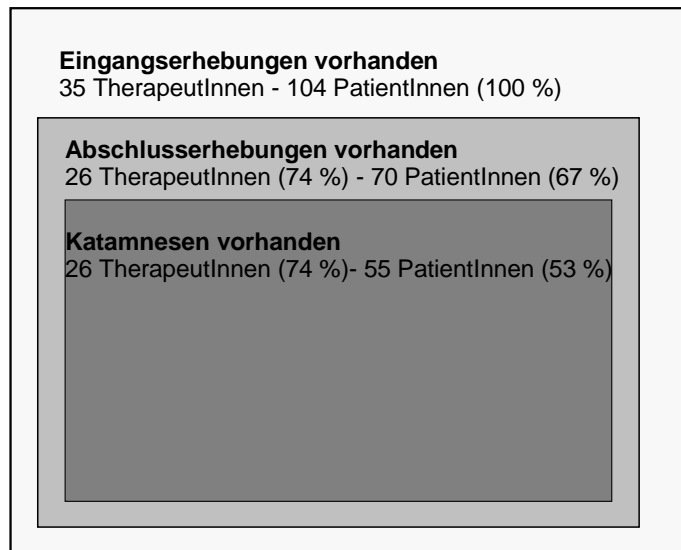 Eingangserhebungen vorhanden
35 TherapeutInnen - 104 PatientInnen (100 %)
Abschlusserhebungen vorhanden
26 TherapeutInnen (74 %) - 70 PatientInnen (67 %)
Katamnesen vorhanden
26 TherapeutInnen (74 %)- 55 PatientInnen (53 %)